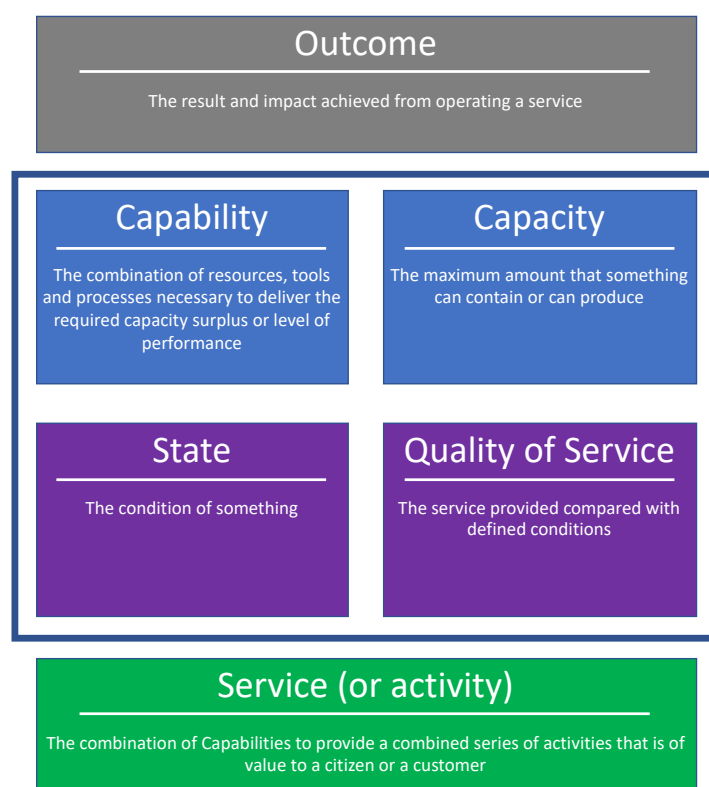 Outcome
The result and impact achieved from operating a service
Capability
The combination of resources, tools
and processes necessary to deliver the
required capacity surplus or level of
performance
Capacity
The maximum amount that something
can contain or can produce
State
The condition of something
Quality of Service
The service provided compared with
defined conditions
Service (or activity)
The combination of Capabilities to provide a combined series of activities that is of
value to a citizen or a customer